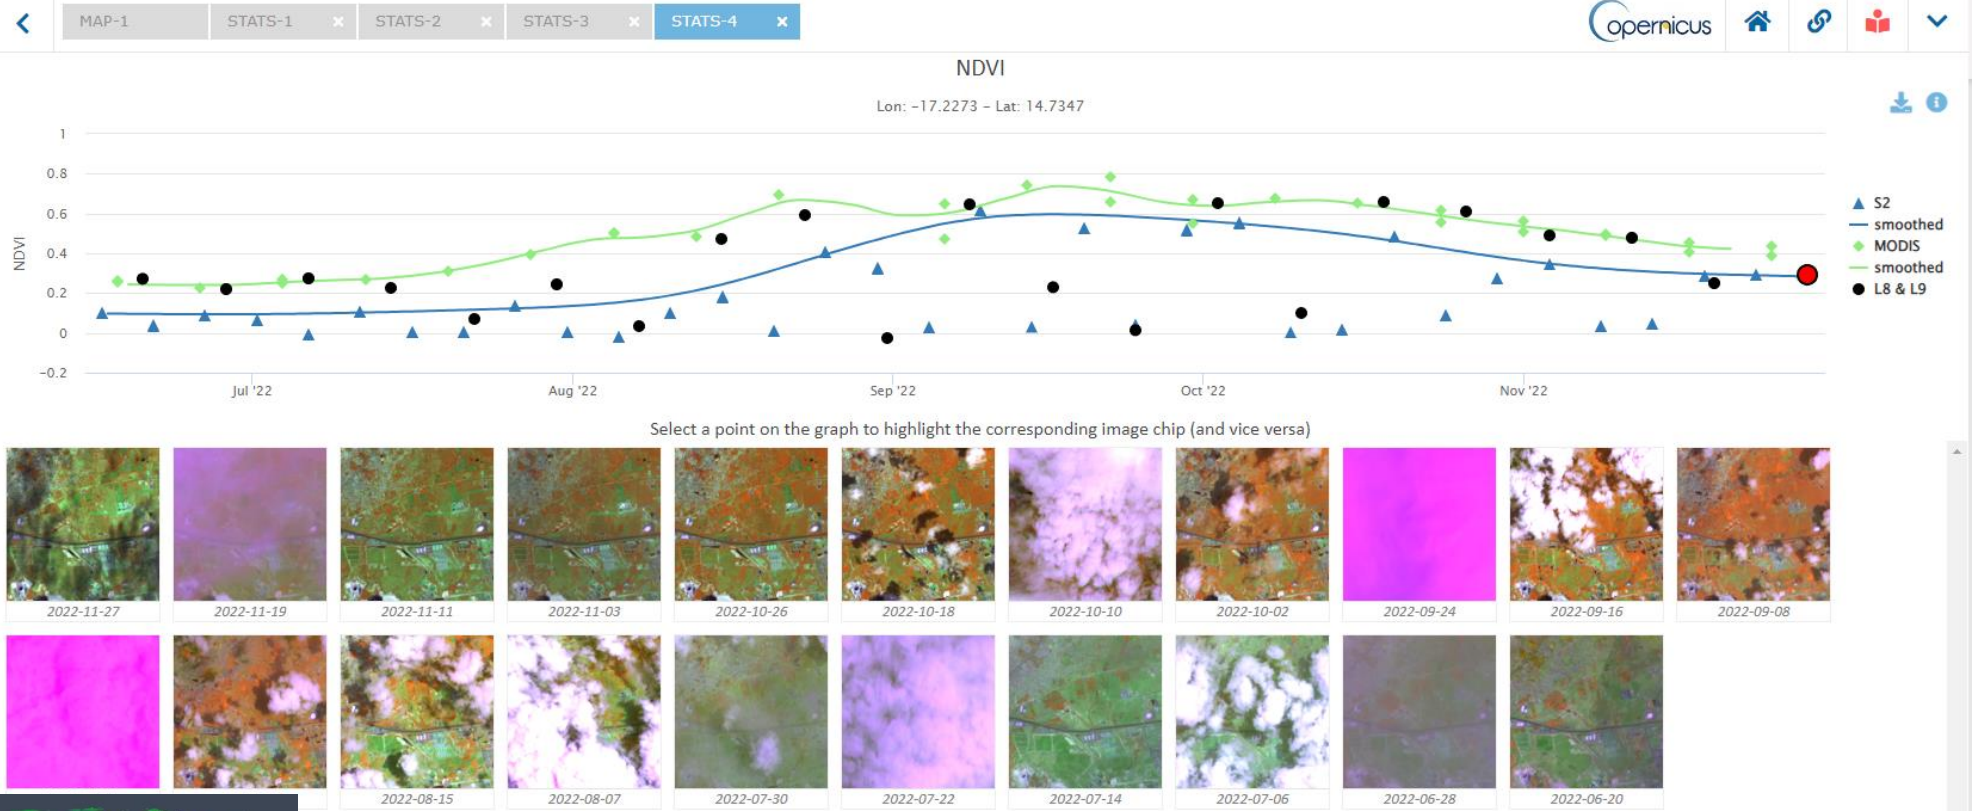 MAP-1 STATS-1 × STATS-2 × STATS-3 × STATS-4 ×
opernicus
NDVI
Lon: -17.2273 - Lat: 14.7347
1
0.8
0.6
0.4
0.2
0
-0.2
NDVI
Jul '22 Aug '22 Sep '22 Oct '22 Nov '22
S2
smoothed
MODIS
smoothed
L8 & L9
Select a point on the graph to highlight the corresponding image chip (and vice versa)
2022-11-27 2022-11-19 2022-11-11 2022-11-03 2022-10-26 2022-10-18 2022-10-10 2022-10-02 2022-09-24 2022-09-16 2022-09-08
2022-08-15 2022-08-07 2022-07-30 2022-07-22 2022-07-14 2022-07-06 2022-06-28 2022-06-20